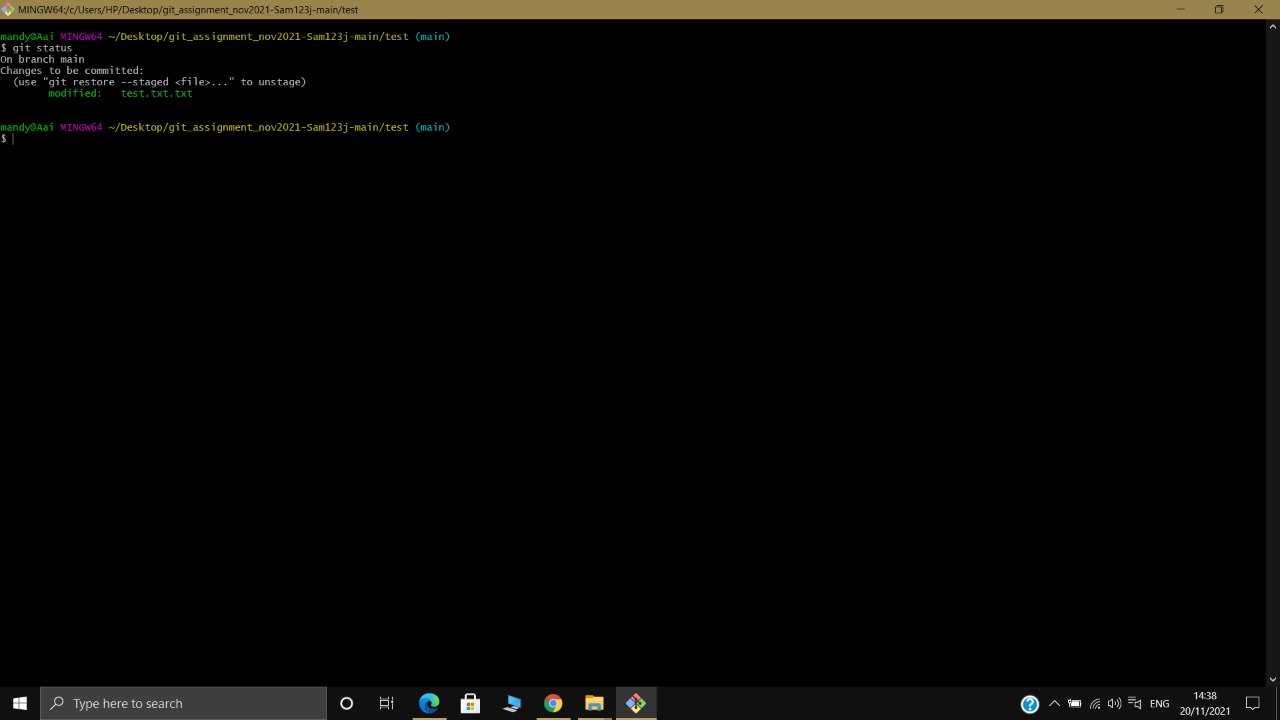 MINGW64:/c/Users/HP/Desktop/git_assignment_nov2021-Sam123j-main/test
mandy@Aai MINGW64 ~/Desktop/git_assignment_nov2021-Sam123j-main/test (main)
$ git status
On branch main
Changes to be committed:
  (use "git restore --staged <file>..." to unstage)
        modified:   test.txt.txt
mandy@Aai MINGW64 ~/Desktop/git_assignment_nov2021-Sam123j-main/test (main)
$
Type here to search
ENG
14:38
20/11/2021